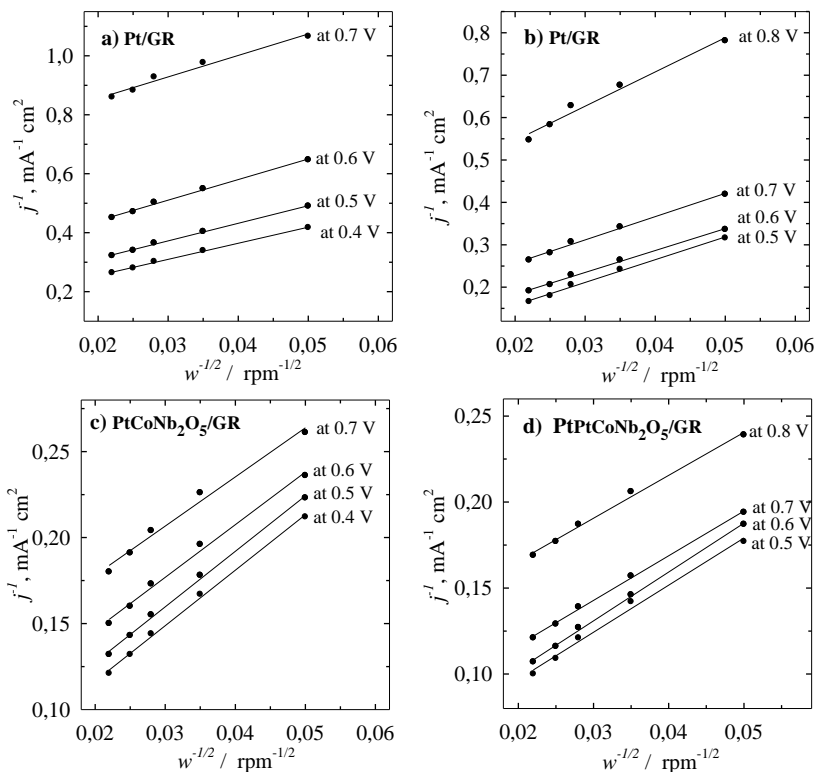 a) Pt/GR
at 0.7 V
at 0.6 V
at 0.5 V
at 0.4 V
1,0
0,8
0,6
0,4
0,2
j⁻¹, mA⁻¹ cm²
0,02 0,03 0,04 0,05 0,06
w⁻¹/² / rpm⁻¹/²
b) Pt/GR
at 0.8 V
at 0.7 V
at 0.6 V
at 0.5 V
0,8
0,7
0,6
0,5
0,4
0,3
0,2
j⁻¹, mA⁻¹ cm²
0,02 0,03 0,04 0,05 0,06
w⁻¹/² / rpm⁻¹/²
c) PtCoNb₂O₅/GR
at 0.7 V
at 0.6 V
at 0.5 V
at 0.4 V
0,25
0,20
0,15
0,10
j⁻¹, mA⁻¹ cm²
0,02 0,03 0,04 0,05 0,06
w⁻¹/² / rpm⁻¹/²
d) PtPtCoNb₂O₅/GR
at 0.8 V
at 0.7 V
at 0.6 V
at 0.5 V
0,25
0,20
0,15
0,10
j⁻¹, mA⁻¹ cm²
0,02 0,03 0,04 0,05
w⁻¹/² / rpm⁻¹/²